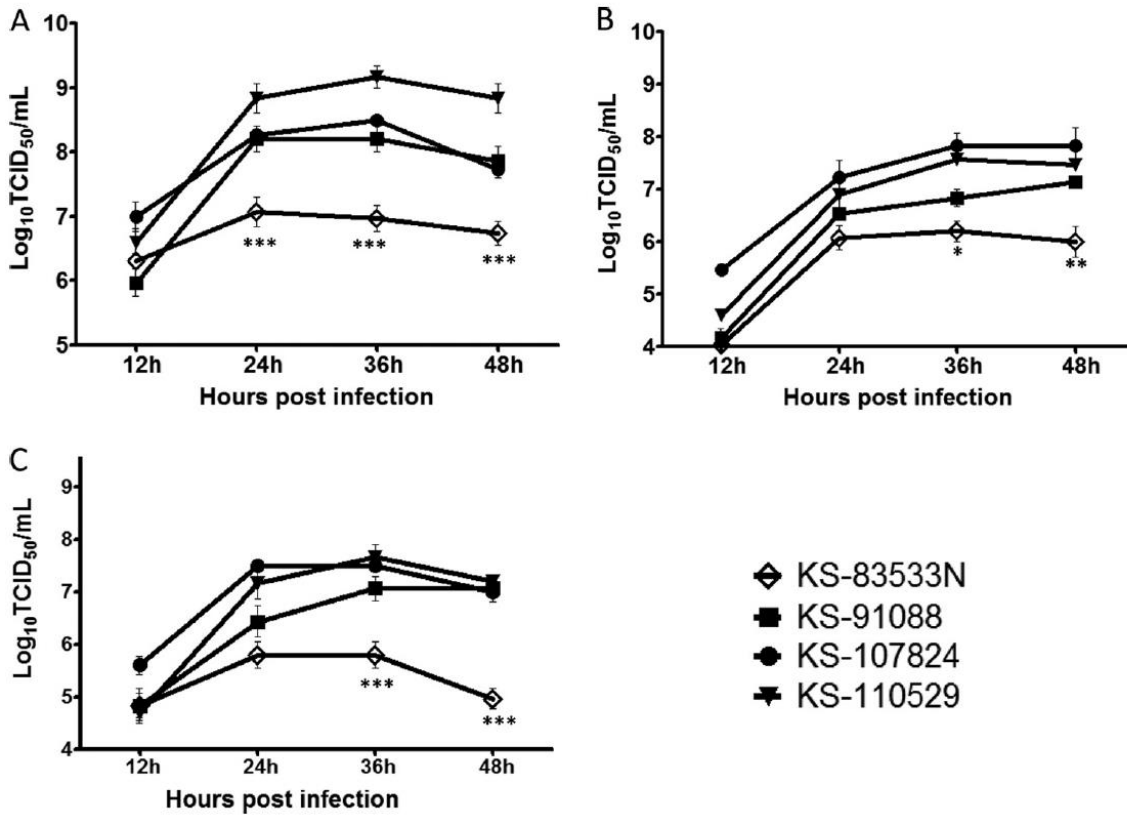 A
10
9
8
7
6
5
Log₁₀TCID₅₀/mL
***
***
***
12h 24h 36h 48h
Hours post infection
B
10
9
8
7
6
5
4
Log₁₀TCID₅₀/mL
*
**
12h 24h 36h 48h
Hours post infection
C
9
8
7
6
5
4
Log₁₀TCID₅₀/mL
***
***
12h 24h 36h 48h
Hours post infection
KS-83533N
KS-91088
KS-107824
KS-110529